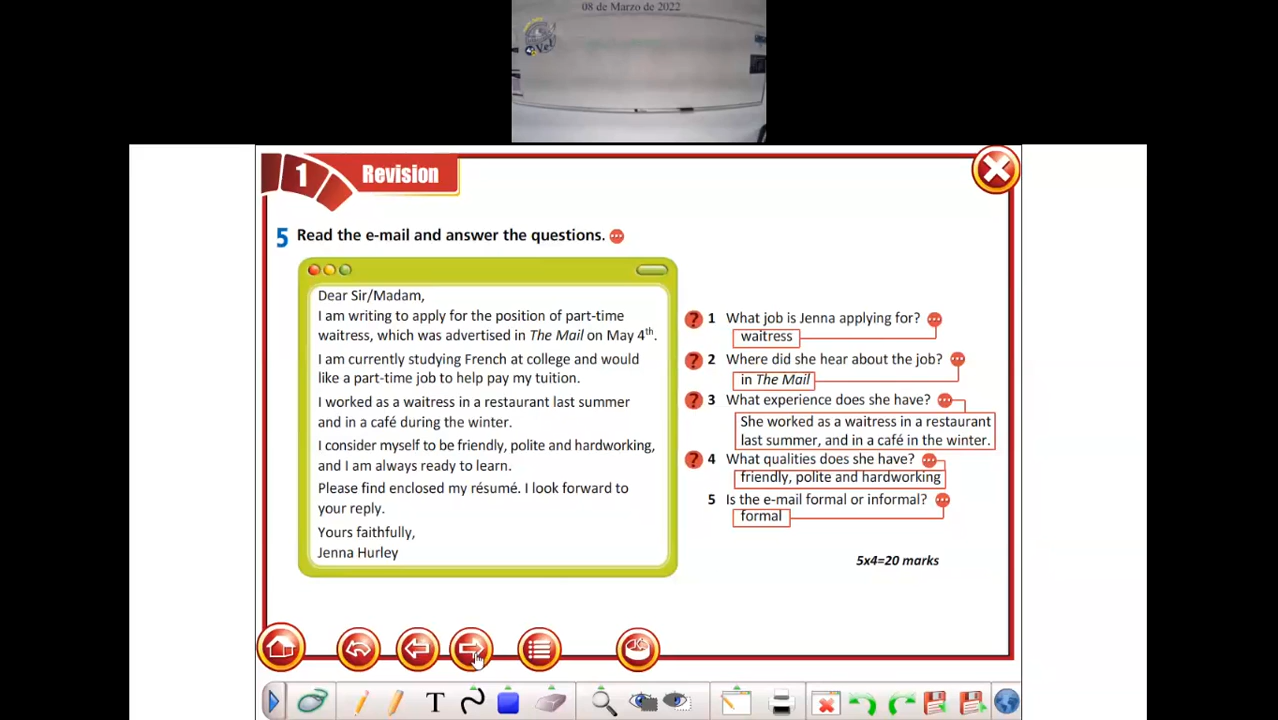 08 de Marzo de 2022
1 Revision
5 Read the e-mail and answer the questions.
Dear Sir/Madam,
I am writing to apply for the position of part-time
waitress, which was advertised in The Mail on May 4th.
I am currently studying French at college and would
like a part-time job to help pay my tuition.
I worked as a waitress in a restaurant last summer
and in a café during the winter.
I consider myself to be friendly, polite and hardworking,
and I am always ready to learn.
Please find enclosed my résumé. I look forward to
your reply.
Yours faithfully,
Jenna Hurley
? 1 What job is Jenna applying for?
waitress
? 2 Where did she hear about the job?
in The Mail
? 3 What experience does she have?
She worked as a waitress in a restaurant
last summer, and in a café in the winter.
? 4 What qualities does she have?
friendly, polite and hardworking
5 Is the e-mail formal or informal?
formal
5x4=20 marks
T